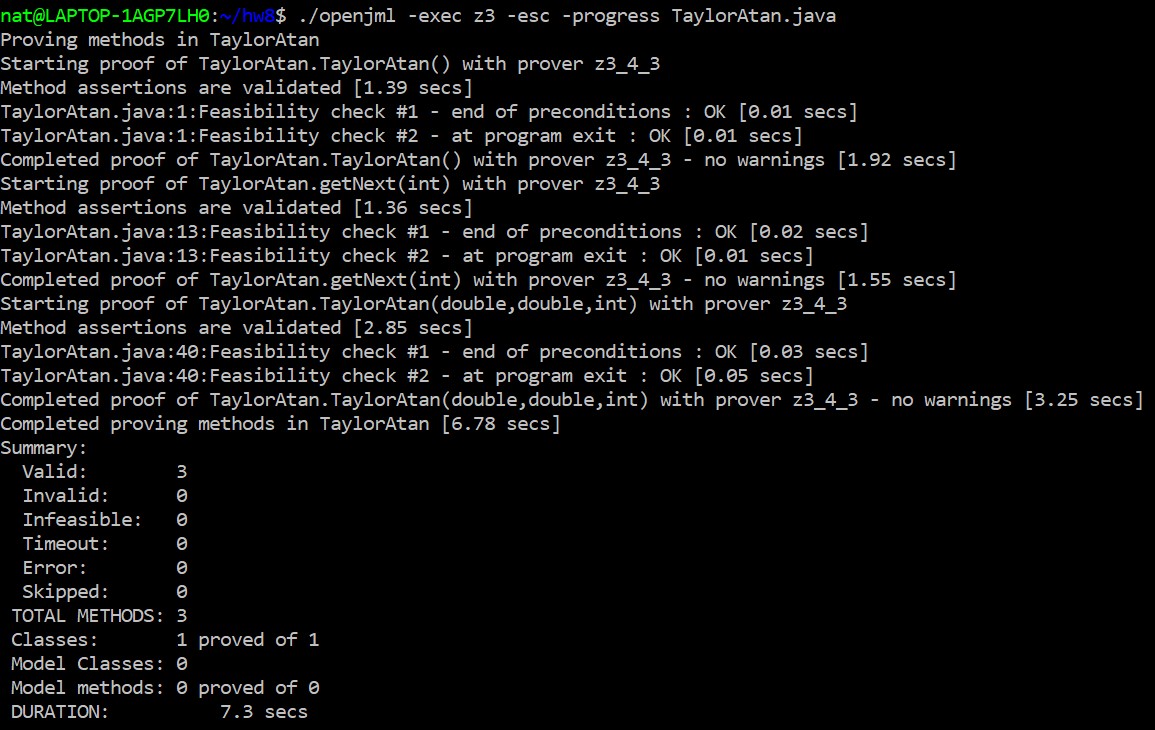 nat@LAPTOP-1AGP7LH0:~/hw8$ ./openjml -exec z3 -esc -progress TaylorAtan.java
Proving methods in TaylorAtan
Starting proof of TaylorAtan.TaylorAtan() with prover z3_4_3
Method assertions are validated [1.39 secs]
TaylorAtan.java:1:Feasibility check #1 - end of preconditions : OK [0.01 secs]
TaylorAtan.java:1:Feasibility check #2 - at program exit : OK [0.01 secs]
Completed proof of TaylorAtan.TaylorAtan() with prover z3_4_3 - no warnings [1.92 secs]
Starting proof of TaylorAtan.getNext(int) with prover z3_4_3
Method assertions are validated [1.36 secs]
TaylorAtan.java:13:Feasibility check #1 - end of preconditions : OK [0.02 secs]
TaylorAtan.java:13:Feasibility check #2 - at program exit : OK [0.01 secs]
Completed proof of TaylorAtan.getNext(int) with prover z3_4_3 - no warnings [1.55 secs]
Starting proof of TaylorAtan.TaylorAtan(double,double,int) with prover z3_4_3
Method assertions are validated [2.85 secs]
TaylorAtan.java:40:Feasibility check #1 - end of preconditions : OK [0.03 secs]
TaylorAtan.java:40:Feasibility check #2 - at program exit : OK [0.05 secs]
Completed proof of TaylorAtan.TaylorAtan(double,double,int) with prover z3_4_3 - no warnings [3.25 secs]
Completed proving methods in TaylorAtan [6.78 secs]
Summary:
  Valid:        3
  Invalid:      0
  Infeasible:   0
  Timeout:      0
  Error:        0
  Skipped:      0
 TOTAL METHODS: 3
 Classes:       1 proved of 1
 Model Classes: 0
 Model methods: 0 proved of 0
 DURATION:          7.3 secs